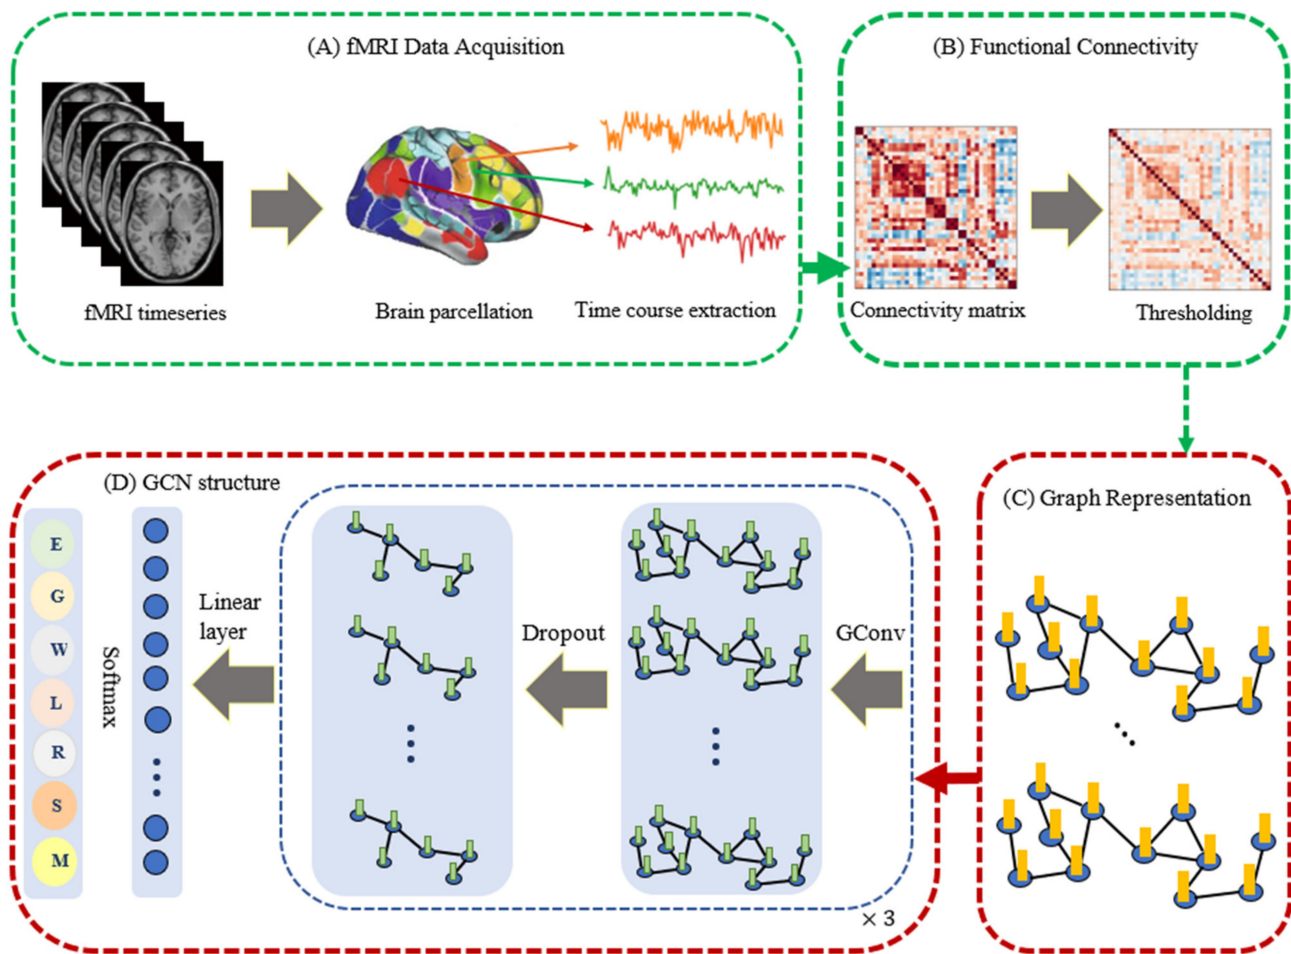 (A) fMRI Data Acquisition
fMRI timeseries
Brain parcellation
Time course extraction
(B) Functional Connectivity
Connectivity matrix
Thresholding
(C) Graph Representation
(D) GCN structure
GConv
Dropout
× 3
Linear
layer
Softmax
E
G
W
L
R
S
M